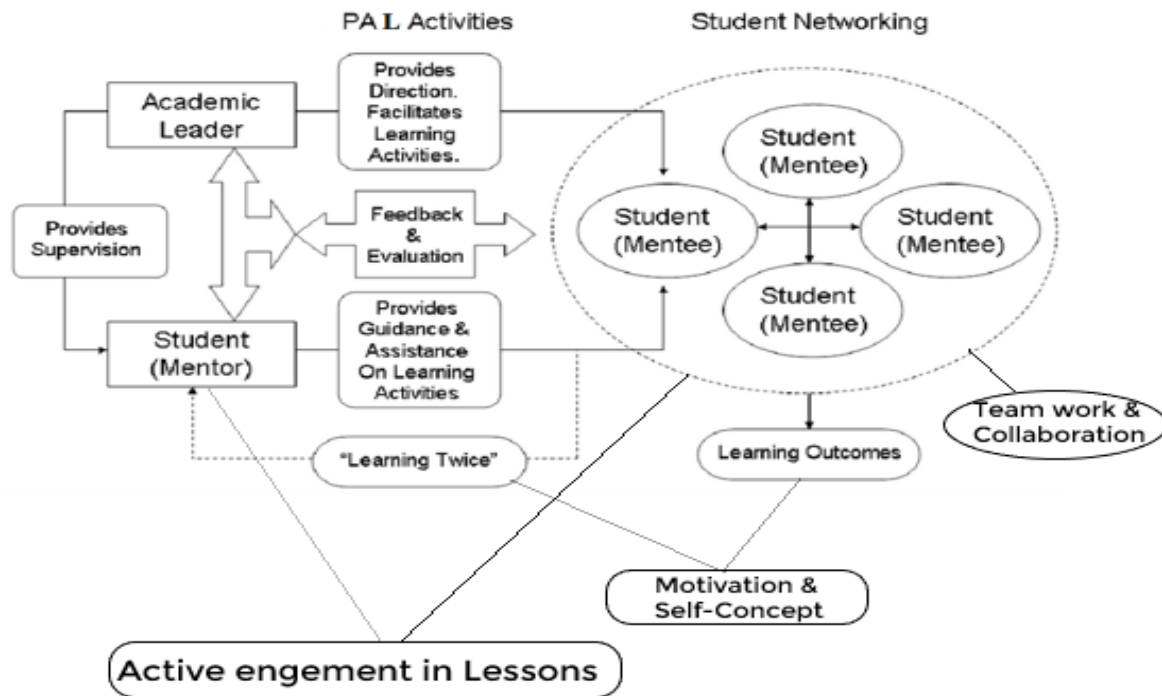 PAL Activities
Student Networking
Academic
Leader
Provides
Direction.
Facilitates
Learning
Activities.
Provides
Supervision
Feedback
&
Evaluation
Student
(Mentor)
Provides
Guidance &
Assistance
On Learning
Activities
Student
(Mentee)
Student
(Mentee)
Student
(Mentee)
Student
(Mentee)
Team work &
Collaboration
"Learning Twice"
Learning Outcomes
Motivation &
Self-Concept
Active engement in Lessons